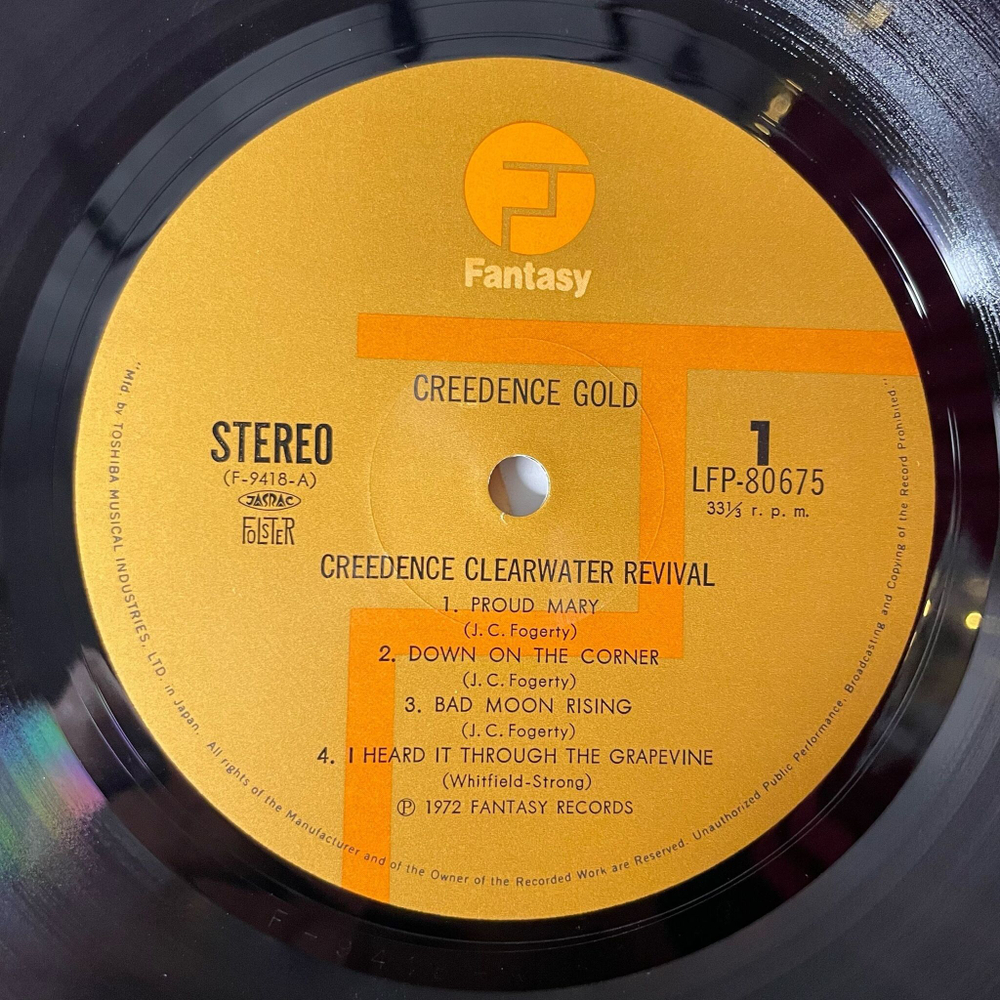 Fantasy
CREEDENCE GOLD
STEREO
(F-9418-A)
JASRAC
FOLSTER
1
LFP-80675
33⅓ r. p. m.
CREEDENCE CLEARWATER REVIVAL
1. PROUD MARY
(J. C. Fogerty)
2. DOWN ON THE CORNER
(J. C. Fogerty)
3. BAD MOON RISING
(J. C. Fogerty)
4. I HEARD IT THROUGH THE GRAPEVINE
(Whitfield-Strong)
Ⓟ 1972 FANTASY RECORDS
"Mfd. by TOSHIBA MUSICAL INDUSTRIES, LTD. in Japan. All rights of the Manufacturer and of the Owner of the Recorded Work are Reserved. Unauthorized Public Performance, Broadcasting and Copying of the Record Prohibited."